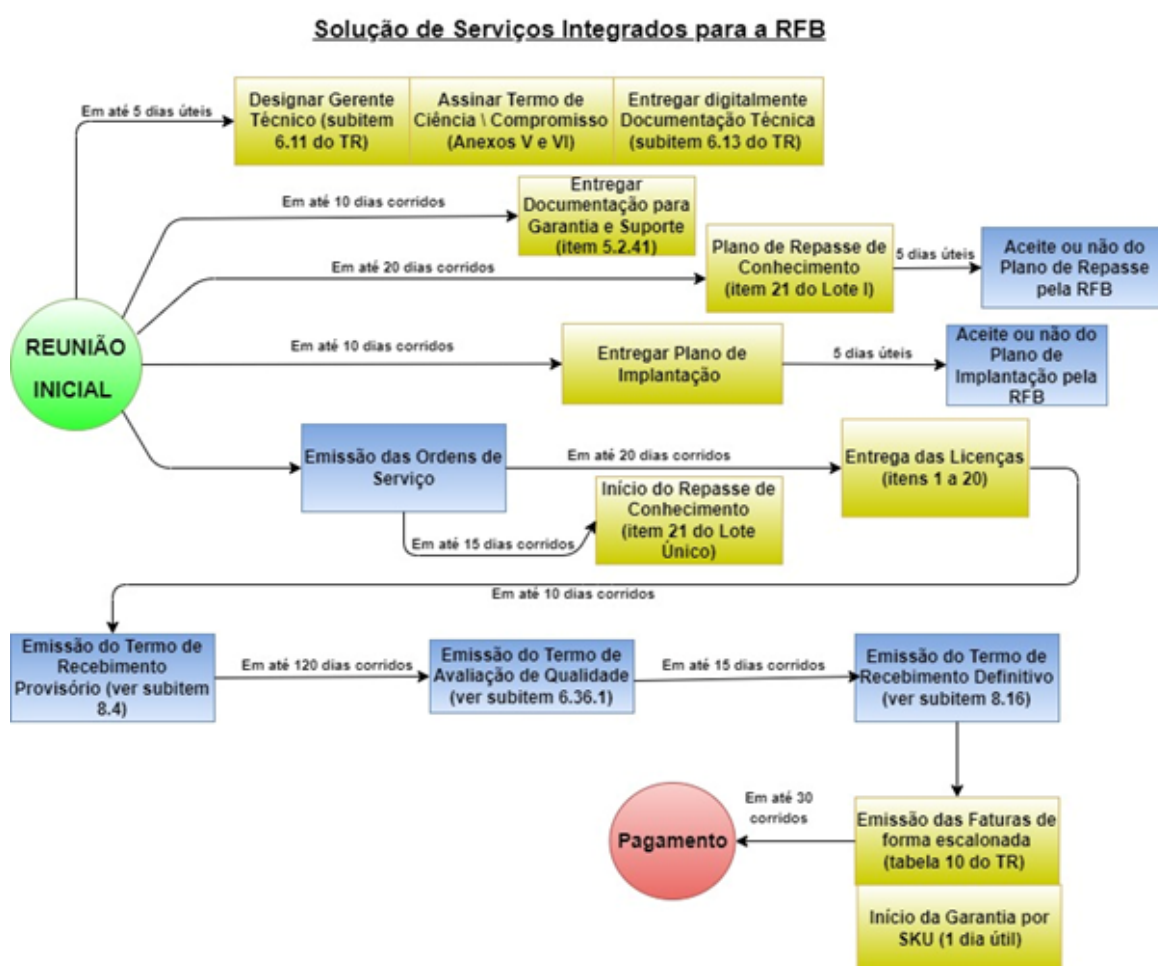 Solução de Serviços Integrados para a RFB
Em até 5 dias úteis
Designar Gerente
Técnico (subitem
6.11 do TR)
Assinar Termo de
Ciência \ Compromisso
(Anexos V e VI)
Entregar digitalmente
Documentação Técnica
(subitem 6.13 do TR)
Em até 10 dias corridos
Entregar
Documentação para
Garantia e Suporte
(item 5.2.41)
Em até 20 dias corridos
Plano de Repasse de
Conhecimento
(item 21 do Lote I)
5 dias úteis
Aceite ou não do
Plano de Repasse
pela RFB
REUNIÃO
INICIAL
Em até 10 dias corridos
Entregar Plano de
Implantação
5 dias úteis
Aceite ou não do
Plano de
Implantação pela
RFB
Emissão das Ordens de
Serviço
Em até 20 dias corridos
Entrega das Licenças
(itens 1 a 20)
Em até 15 dias corridos
Início do Repasse de
Conhecimento
(item 21 do Lote
Único)
Em até 10 dias corridos
Emissão do Termo de
Recebimento
Provisório (ver subitem
8.4)
Em até 120 dias corridos
Emissão do Termo de
Avaliação de Qualidade
(ver subitem 6.36.1)
Em até 15 dias corridos
Emissão do Termo de
Recebimento Definitivo
(ver subitem 8.16)
Pagamento
Em até 30
corridos
Emissão das Faturas de
forma escalonada
(tabela 10 do TR)
Início da Garantia por
SKU (1 dia útil)